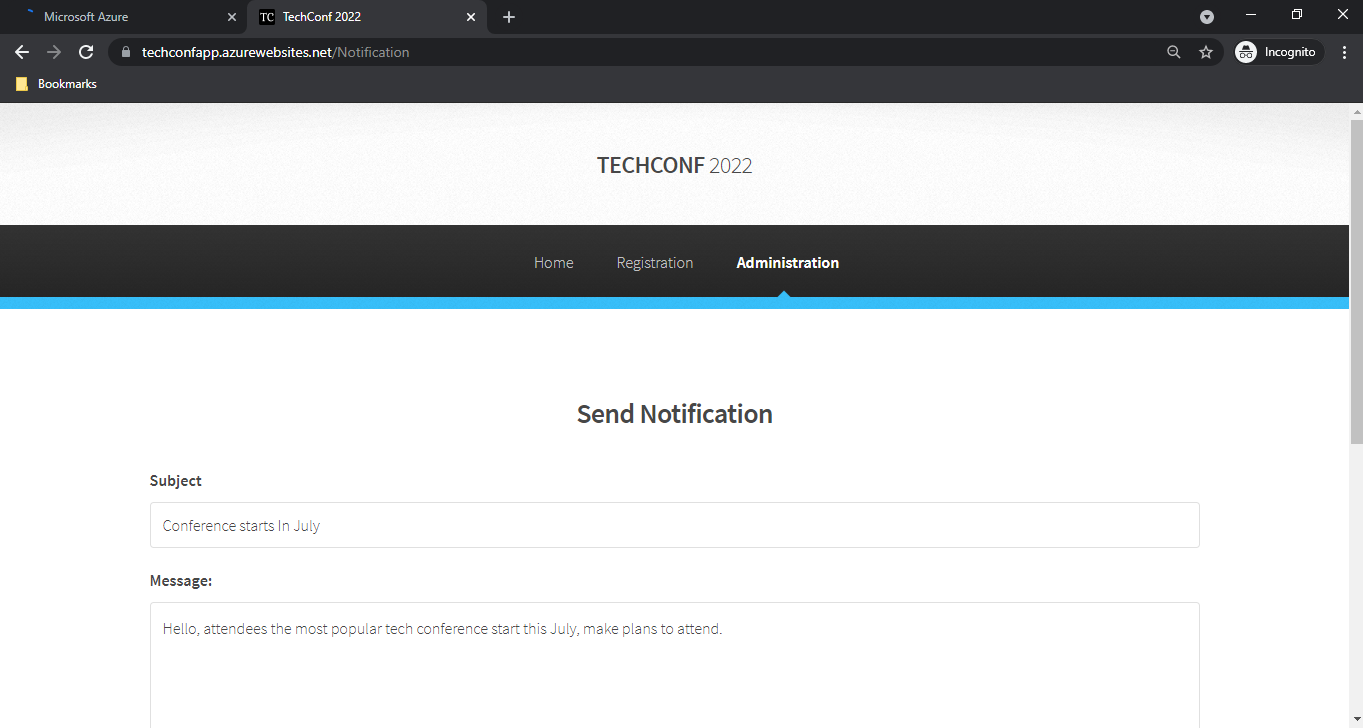 Microsoft Azure
TC TechConf 2022
techconfapp.azurewebsites.net/Notification
Incognito
Bookmarks
TECHCONF 2022
Home Registration Administration
Send Notification
Subject
Conference starts In July
Message:
Hello, attendees the most popular tech conference start this July, make plans to attend.